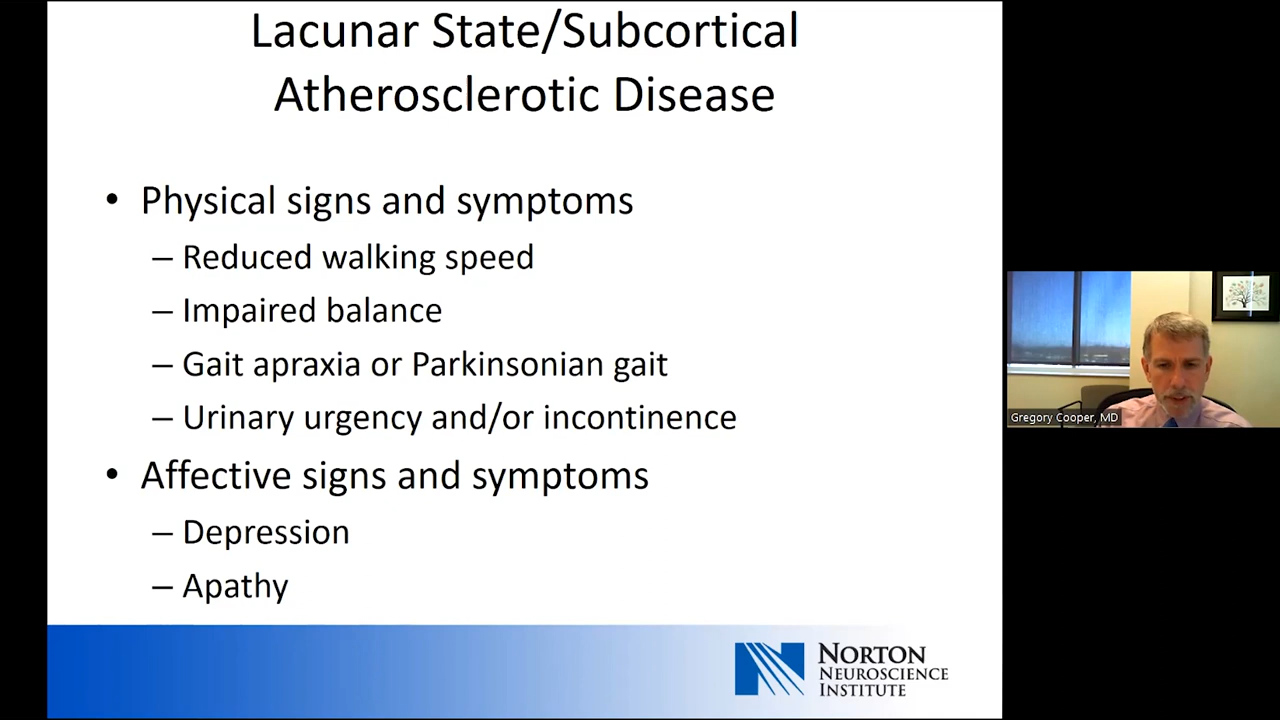 Lacunar State/Subcortical
Atherosclerotic Disease
• Physical signs and symptoms
– Reduced walking speed
– Impaired balance
– Gait apraxia or Parkinsonian gait
– Urinary urgency and/or incontinence
• Affective signs and symptoms
– Depression
– Apathy
Gregory Cooper, MD
NORTON
NEUROSCIENCE
INSTITUTE